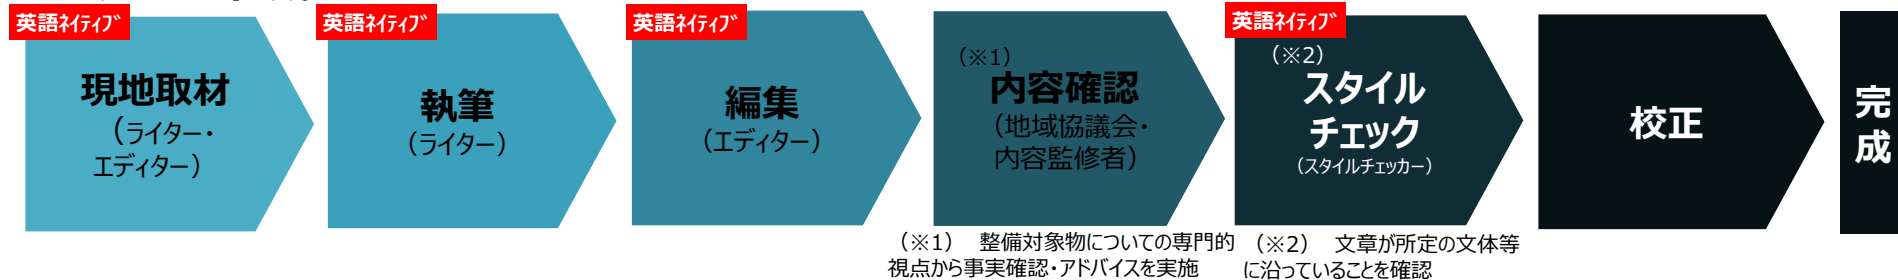 英語ﾈｲﾃｨﾌﾞ
現地取材
（ライター・
エディター）
英語ﾈｲﾃｨﾌﾞ
執筆
（ライター）
英語ﾈｲﾃｨﾌﾞ
編集
（エディター）
（※1）
内容確認
（地域協議会・
内容監修者）
英語ﾈｲﾃｨﾌﾞ
（※2）
スタイル
チェック
（スタイルチェッカー）
校正
完
成
（※1）　整備対象物についての専門的
視点から事実確認・アドバイスを実施
（※2）　文章が所定の文体等
に沿っていることを確認